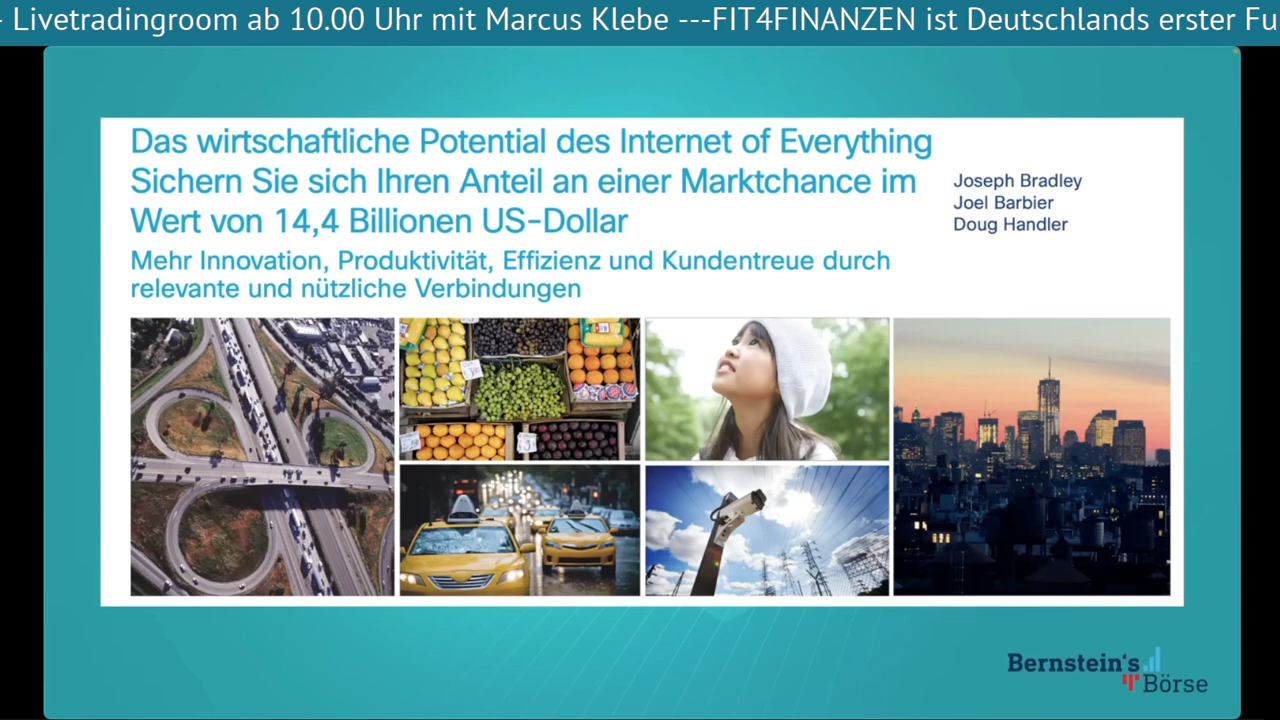 - Livetradingroom ab 10.00 Uhr mit Marcus Klebe ---FIT4FINANZEN ist Deutschlands erster Fu
Das wirtschaftliche Potential des Internet of Everything
Sichern Sie sich Ihren Anteil an einer Marktchance im
Wert von 14,4 Billionen US-Dollar
Joseph Bradley
Joel Barbier
Doug Handler
Mehr Innovation, Produktivität, Effizienz und Kundentreue durch
relevante und nützliche Verbindungen
Bernstein's
Börse